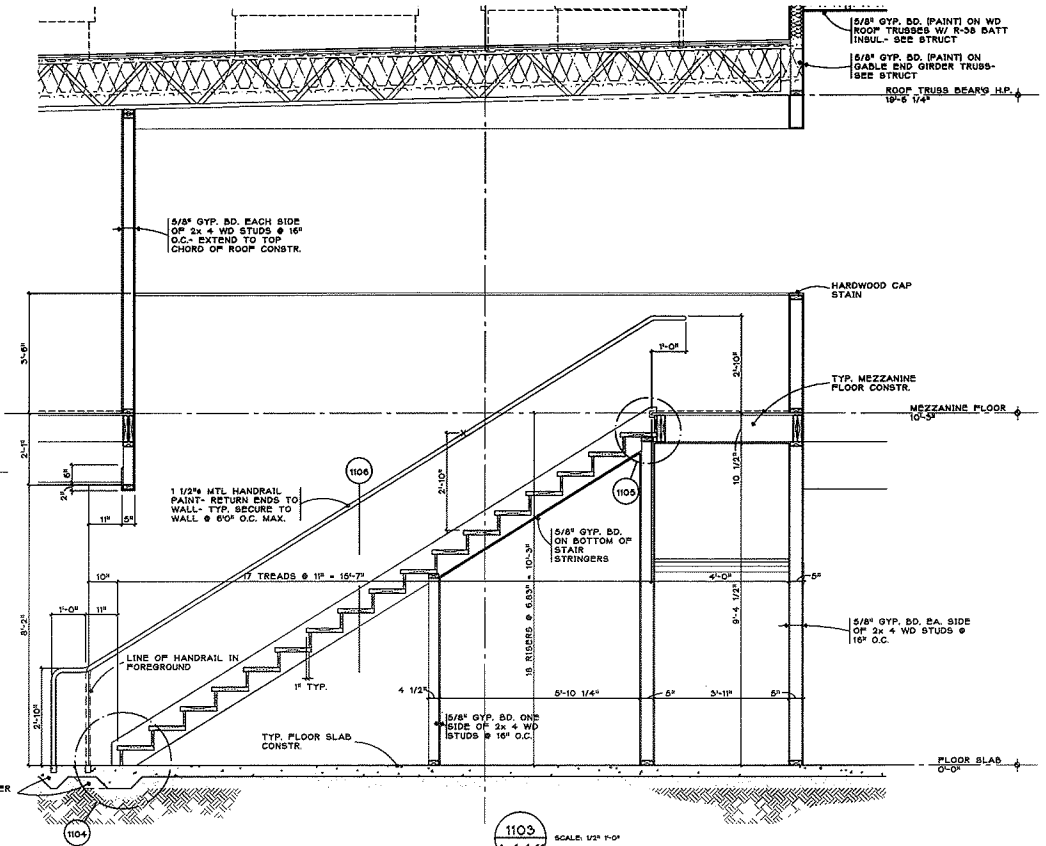 5/8" GYP. BD. (PAINT) ON WD
ROOF TRUSSES W/ R-38 BATT
INSUL.- SEE STRUCT
5/8" GYP. BD. (PAINT) ON
GABLE END GIRDER TRUSS-
SEE STRUCT
ROOF TRUSS BEAR'G H.P.
19'-5 1/4"
5/8" GYP. BD. EACH SIDE
OF 2x 4 WD STUDS @ 16"
O.C.- EXTEND TO TOP
CHORD OF ROOF CONSTR.
HARDWOOD CAP
STAIN
3'-6"
1'-0"
2'-10"
TYP. MEZZANINE
FLOOR CONSTR.
MEZZANINE FLOOR
10'-5"
2'-1"
6"
2"
11"
5"
1 1/2"ø MTL HANDRAIL
PAINT- RETURN ENDS TO
WALL- TYP. SECURE TO
WALL @ 6'0" O.C. MAX.
1106
2'-10"
1105
10 1/2"
5/8" GYP. BD.
ON BOTTOM OF
STAIR
STRINGERS
10"
17 TREADS @ 11" = 15'-7"
4'-0"
5"
1'-0"
11"
8'-2"
18 RISERS @ 6.83" = 10'-3"
9'-4 1/2"
5/8" GYP. BD. EA. SIDE
OF 2x 4 WD STUDS @
16" O.C.
LINE OF HANDRAIL IN
FOREGROUND
1" TYP.
2'-10"
4 1/2"
5'-10 1/4"
5"
3'-11"
5"
5/8" GYP. BD. ONE
SIDE OF 2x 4 WD
STUDS @ 16" O.C.
TYP. FLOOR SLAB
CONSTR.
FLOOR SLAB
0'-0"
ER
1104
1103
SCALE: 1/2" 1'-0"